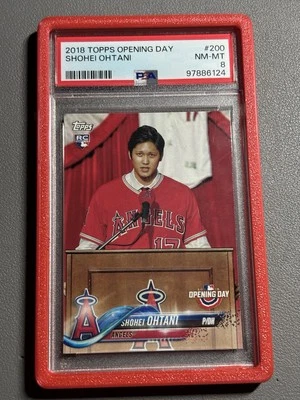 2018 TOPPS OPENING DAY #200
SHOHEI OHTANI NM-MT
8
PSA 97886124
Topps
RC
ANGELS
17
OPENING DAY
SHOHEI OHTANI P/DH
ANGELS